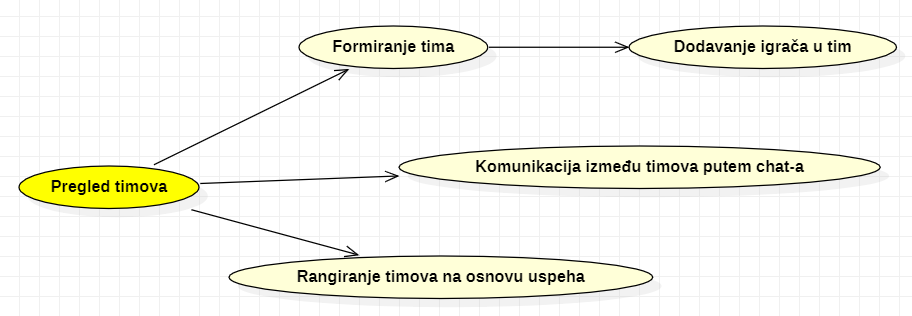 Formiranje tima
Dodavanje igrača u tim
Komunikacija između timova putem chat-a
Pregled timova
Rangiranje timova na osnovu uspeha